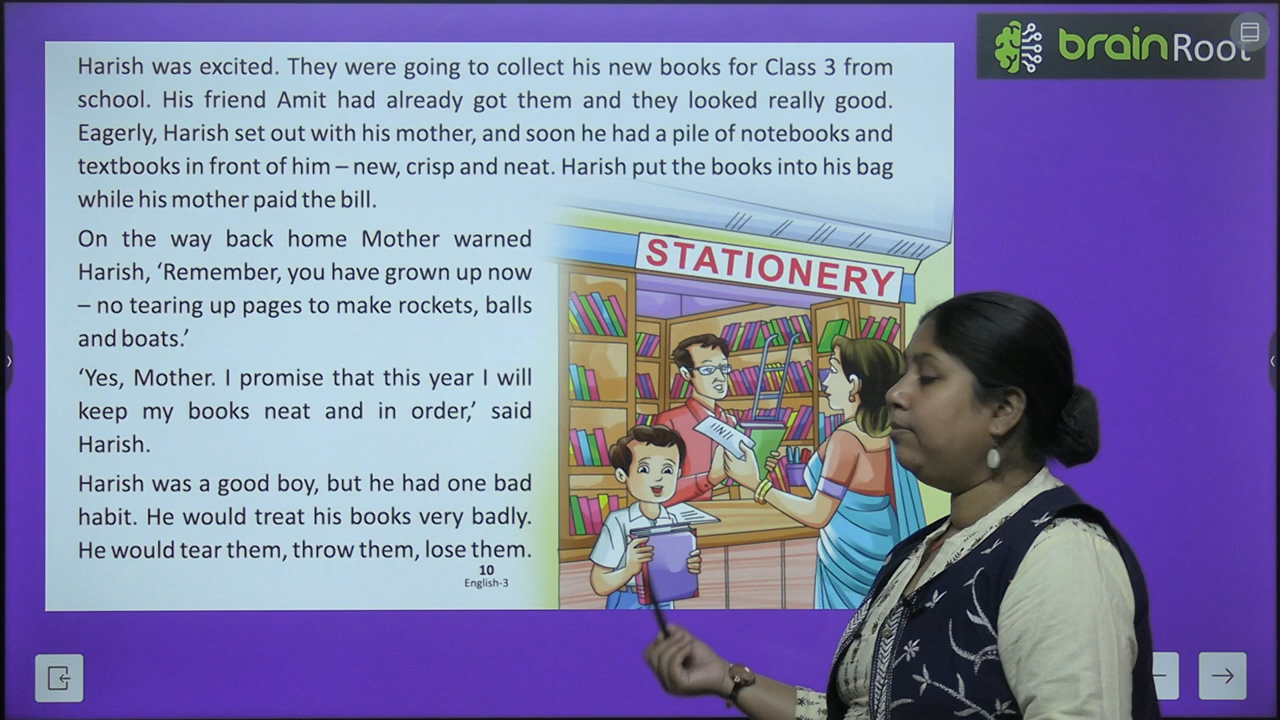 brainRoot
Harish was excited. They were going to collect his new books for Class 3 from
school. His friend Amit had already got them and they looked really good.
Eagerly, Harish set out with his mother, and soon he had a pile of notebooks and
textbooks in front of him – new, crisp and neat. Harish put the books into his bag
while his mother paid the bill.
On the way back home Mother warned
Harish, ‘Remember, you have grown up now
– no tearing up pages to make rockets, balls
and boats.’
‘Yes, Mother. I promise that this year I will
keep my books neat and in order,’ said
Harish.
Harish was a good boy, but he had one bad
habit. He would treat his books very badly.
He would tear them, throw them, lose them.
10
English-3
STATIONERY